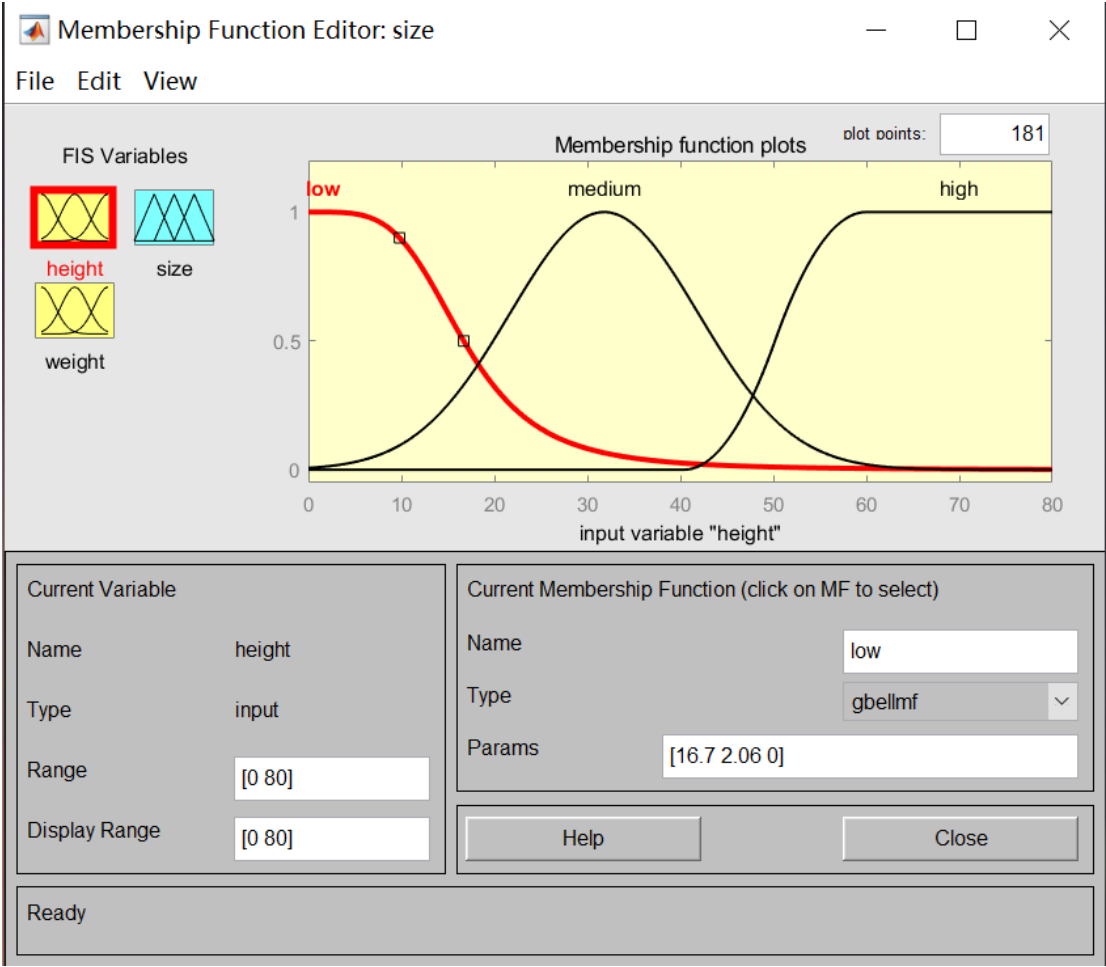 Membership Function Editor: size
File Edit View
FIS Variables
height
size
weight
Membership function plots
plot points:
181
low
medium
high
1
0.5
0
0 10 20 30 40 50 60 70 80
input variable "height"
Current Variable
Name height
Type input
Range [0 80]
Display Range [0 80]
Current Membership Function (click on MF to select)
Name low
Type gbellmf
Params [16.7 2.06 0]
Help
Close
Ready